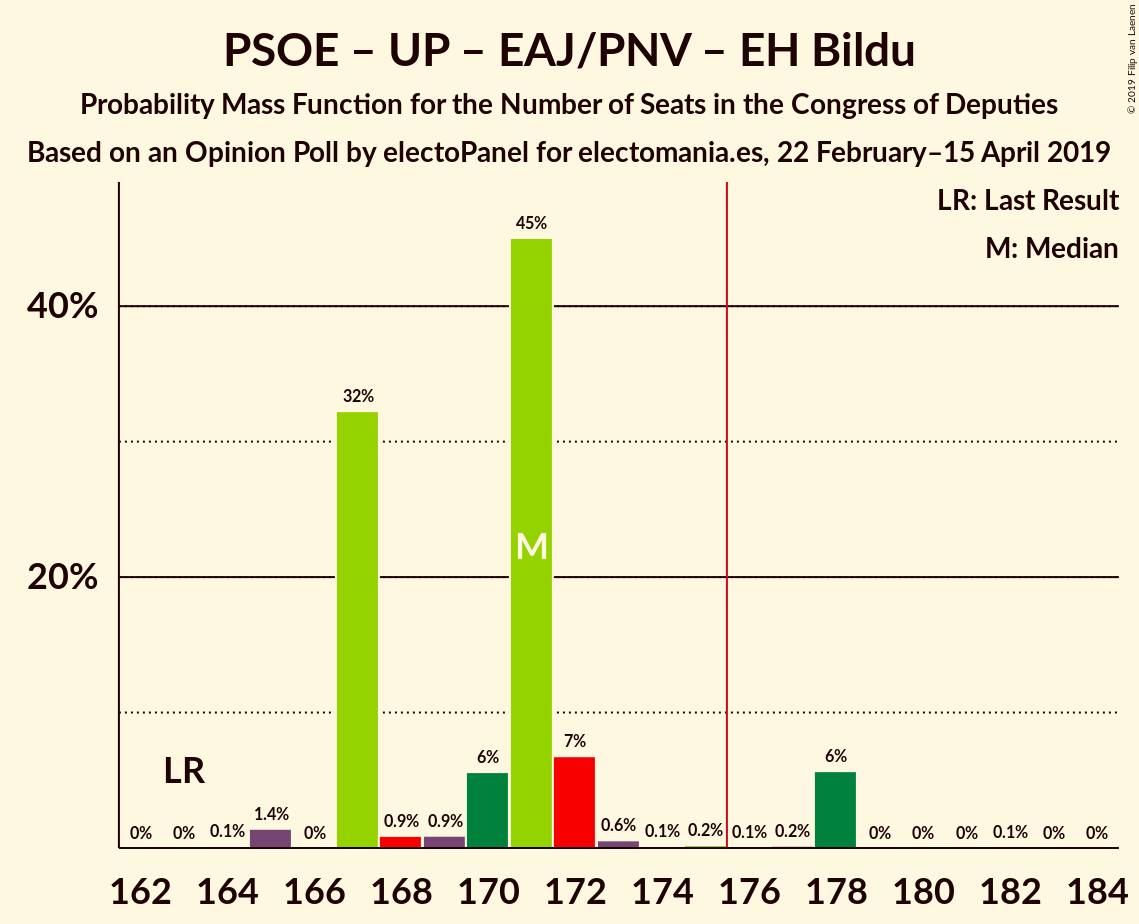 PSOE – UP – EAJ/PNV – EH Bildu
Probability Mass Function for the Number of Seats in the Congress of Deputies
Based on an Opinion Poll by electoPanel for electomania.es, 22 February–15 April 2019
© 2019 Filip van Laenen
LR: Last Result
M: Median
40%
20%
0%
0%
0.1%
1.4%
0%
32%
0.9%
0.9%
6%
45%
7%
0.6%
0.1%
0.2%
0.1%
0.2%
6%
0%
0%
0%
0.1%
0%
0%
LR
M
162 164 166 168 170 172 174 176 178 180 182 184